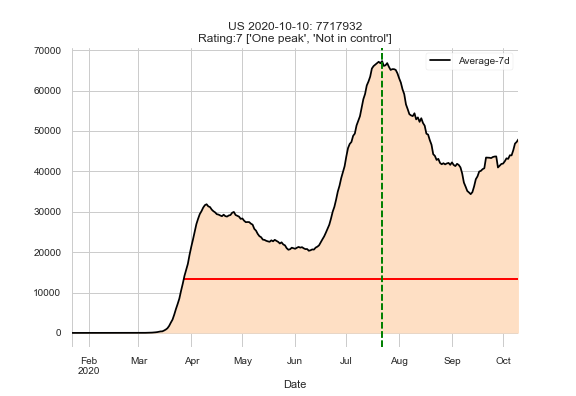 US 2020-10-10: 7717932
Rating:7 ['One peak', 'Not in control']
Average-7d
70000
60000
50000
40000
30000
20000
10000
0
Feb Mar Apr May Jun Jul Aug Sep Oct
2020
Date